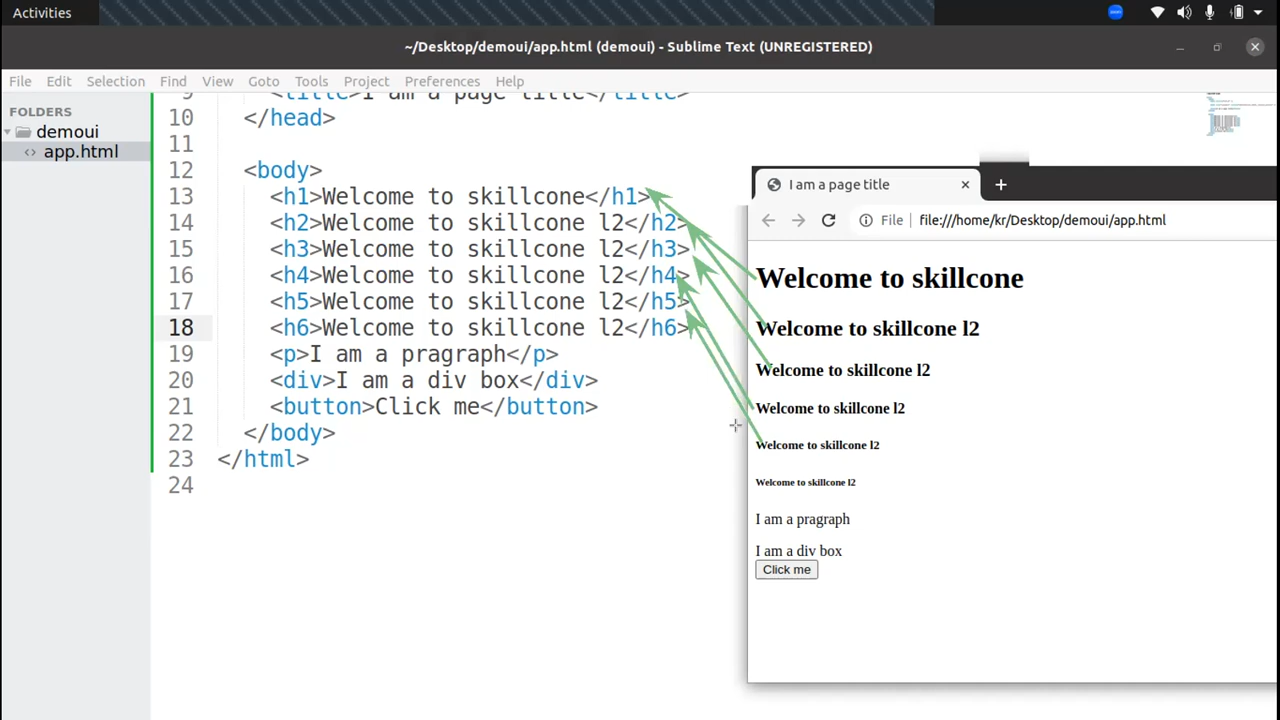 Activities
~/Desktop/demoui/app.html (demoui) - Sublime Text (UNREGISTERED)
File Edit Selection Find View Goto Tools Project Preferences Help
FOLDERS
demoui
app.html
9 <title>I am a page title</title>
10 </head>
11
12 <body>
13 <h1>Welcome to skillcone</h1>
14 <h2>Welcome to skillcone l2</h2>
15 <h3>Welcome to skillcone l2</h3>
16 <h4>Welcome to skillcone l2</h4>
17 <h5>Welcome to skillcone l2</h5>
18 <h6>Welcome to skillcone l2</h6>
19 <p>I am a pragraph</p>
20 <div>I am a div box</div>
21 <button>Click me</button>
22 </body>
23 </html>
24
I am a page title
File file:///home/kr/Desktop/demoui/app.html
Welcome to skillcone
Welcome to skillcone l2
Welcome to skillcone l2
Welcome to skillcone l2
Welcome to skillcone l2
Welcome to skillcone l2
I am a pragraph
I am a div box
Click me